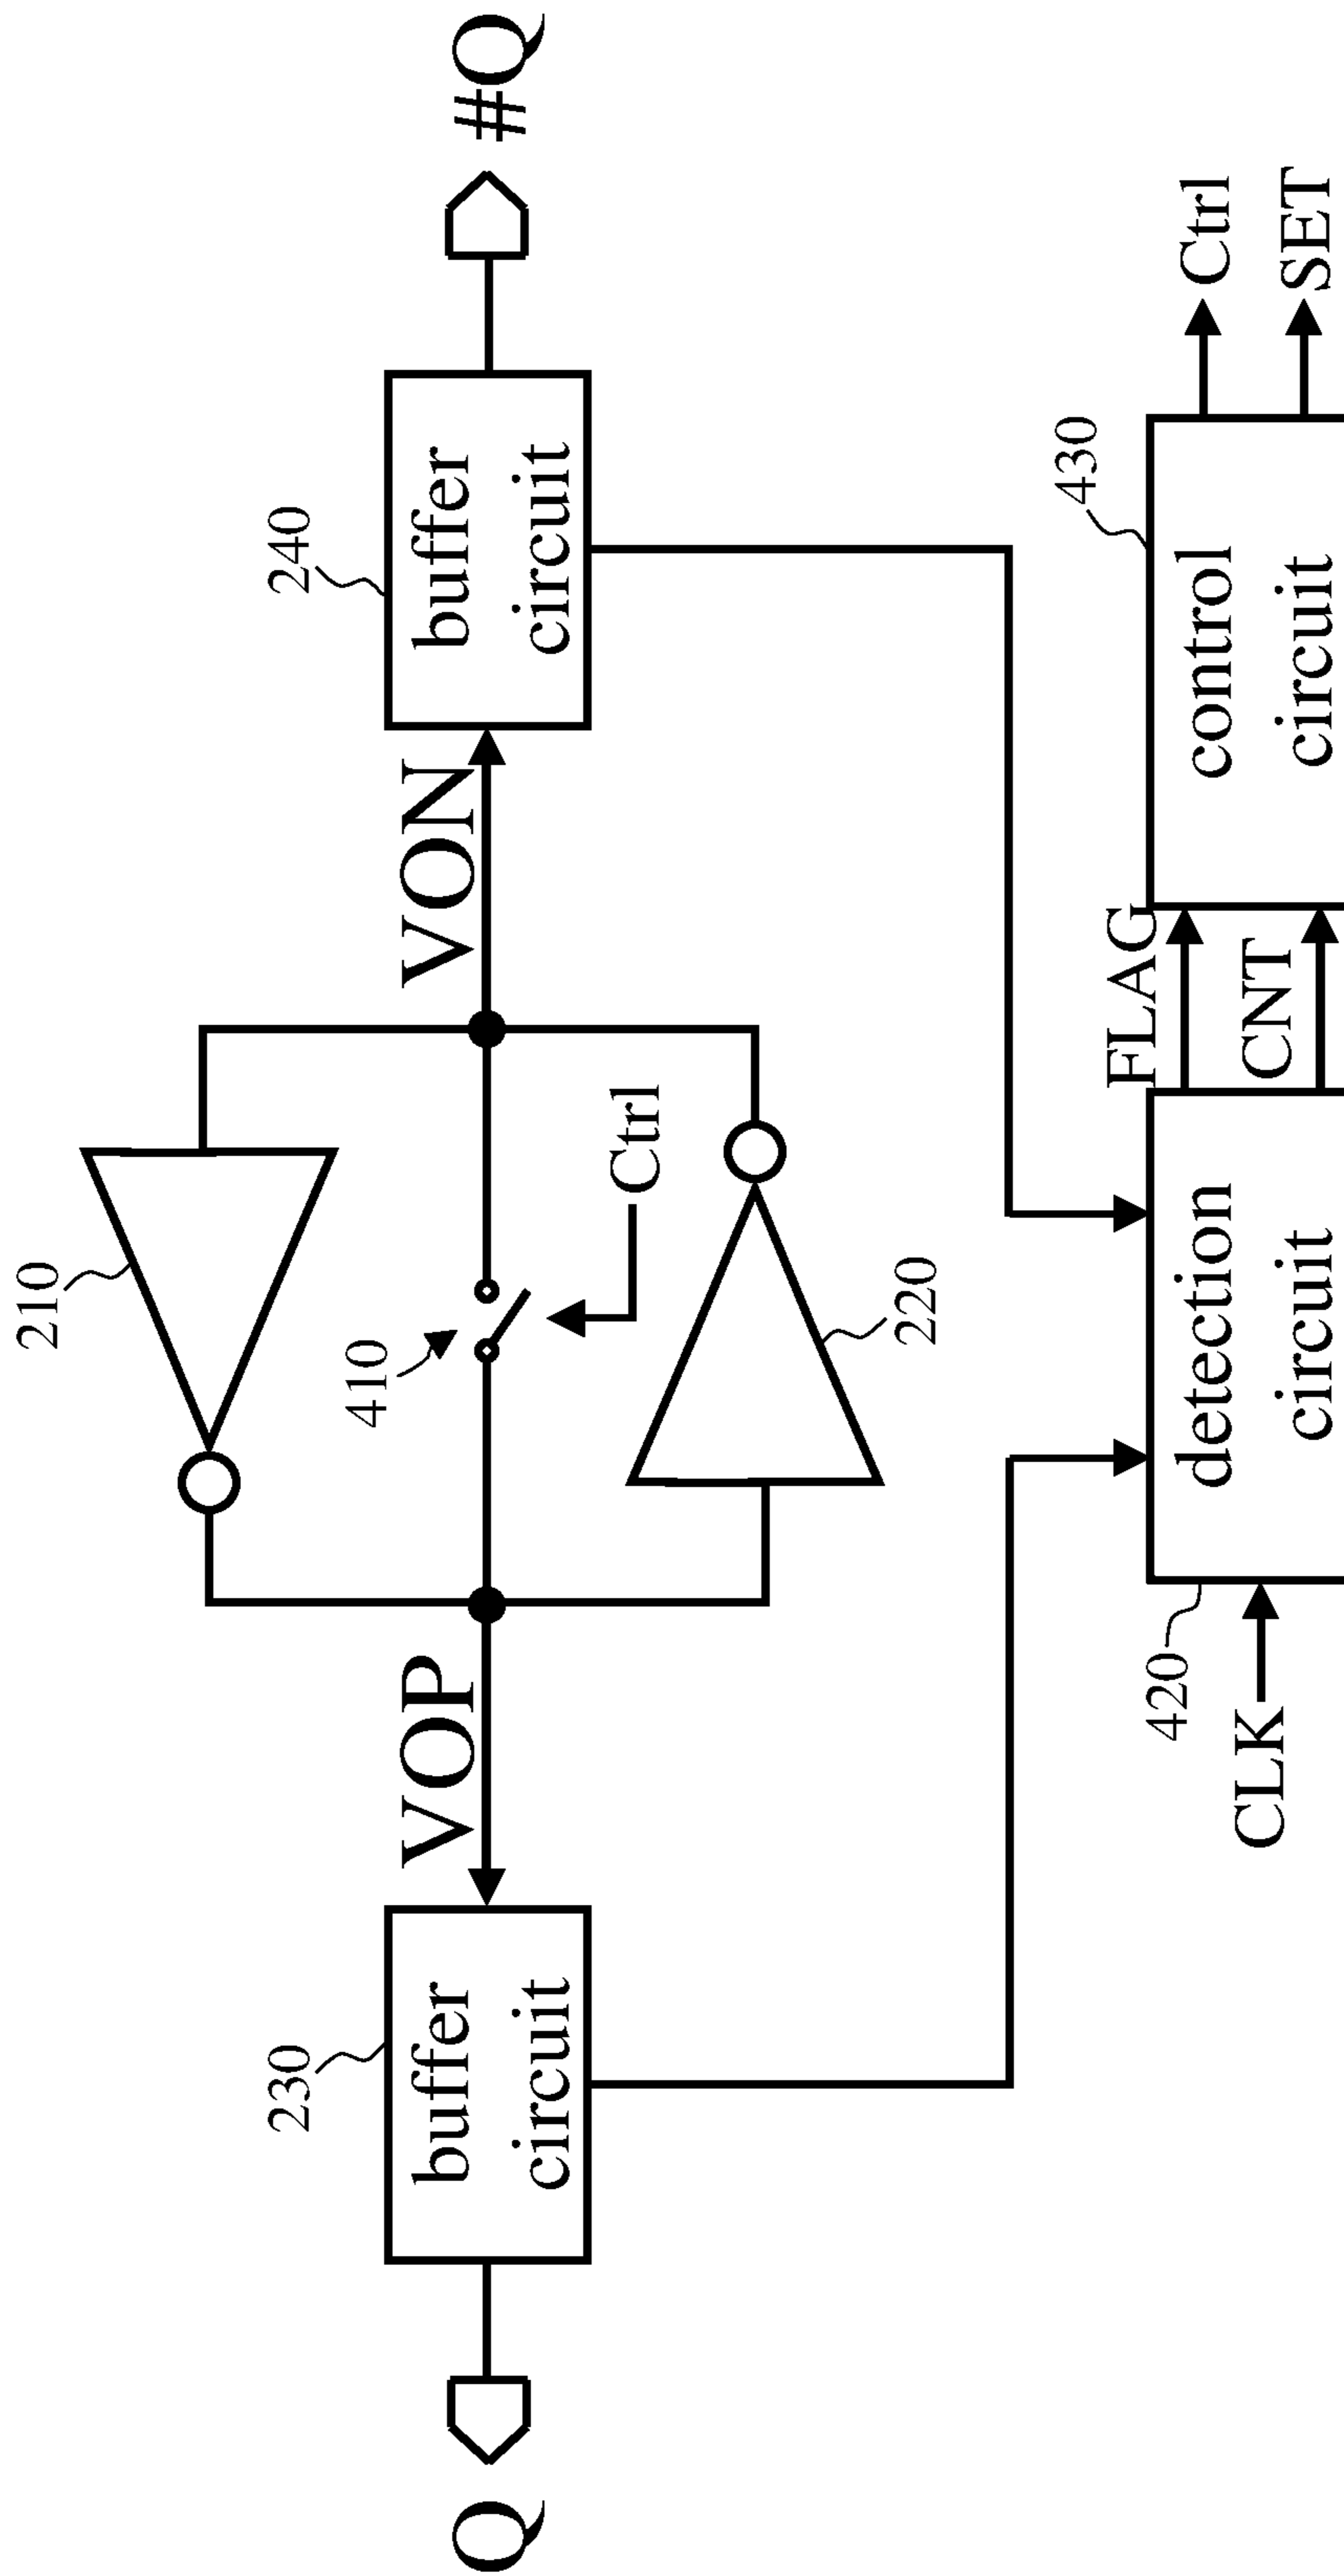 210
230
240
VOP
VON
Q
#Q
buffer
circuit
buffer
circuit
410
Ctrl
220
430
FLAG
Ctrl
420
CLK
detection
circuit
CNT
control
circuit
SET